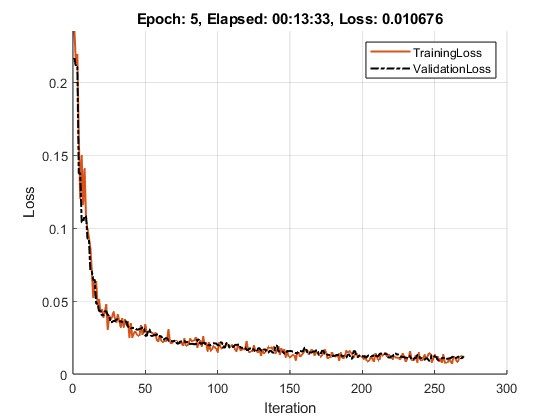 Epoch: 5, Elapsed: 00:13:33, Loss: 0.010676
TrainingLoss
ValidationLoss
0.2
0.15
0.1
0.05
0
Loss
0 50 100 150 200 250 300
Iteration